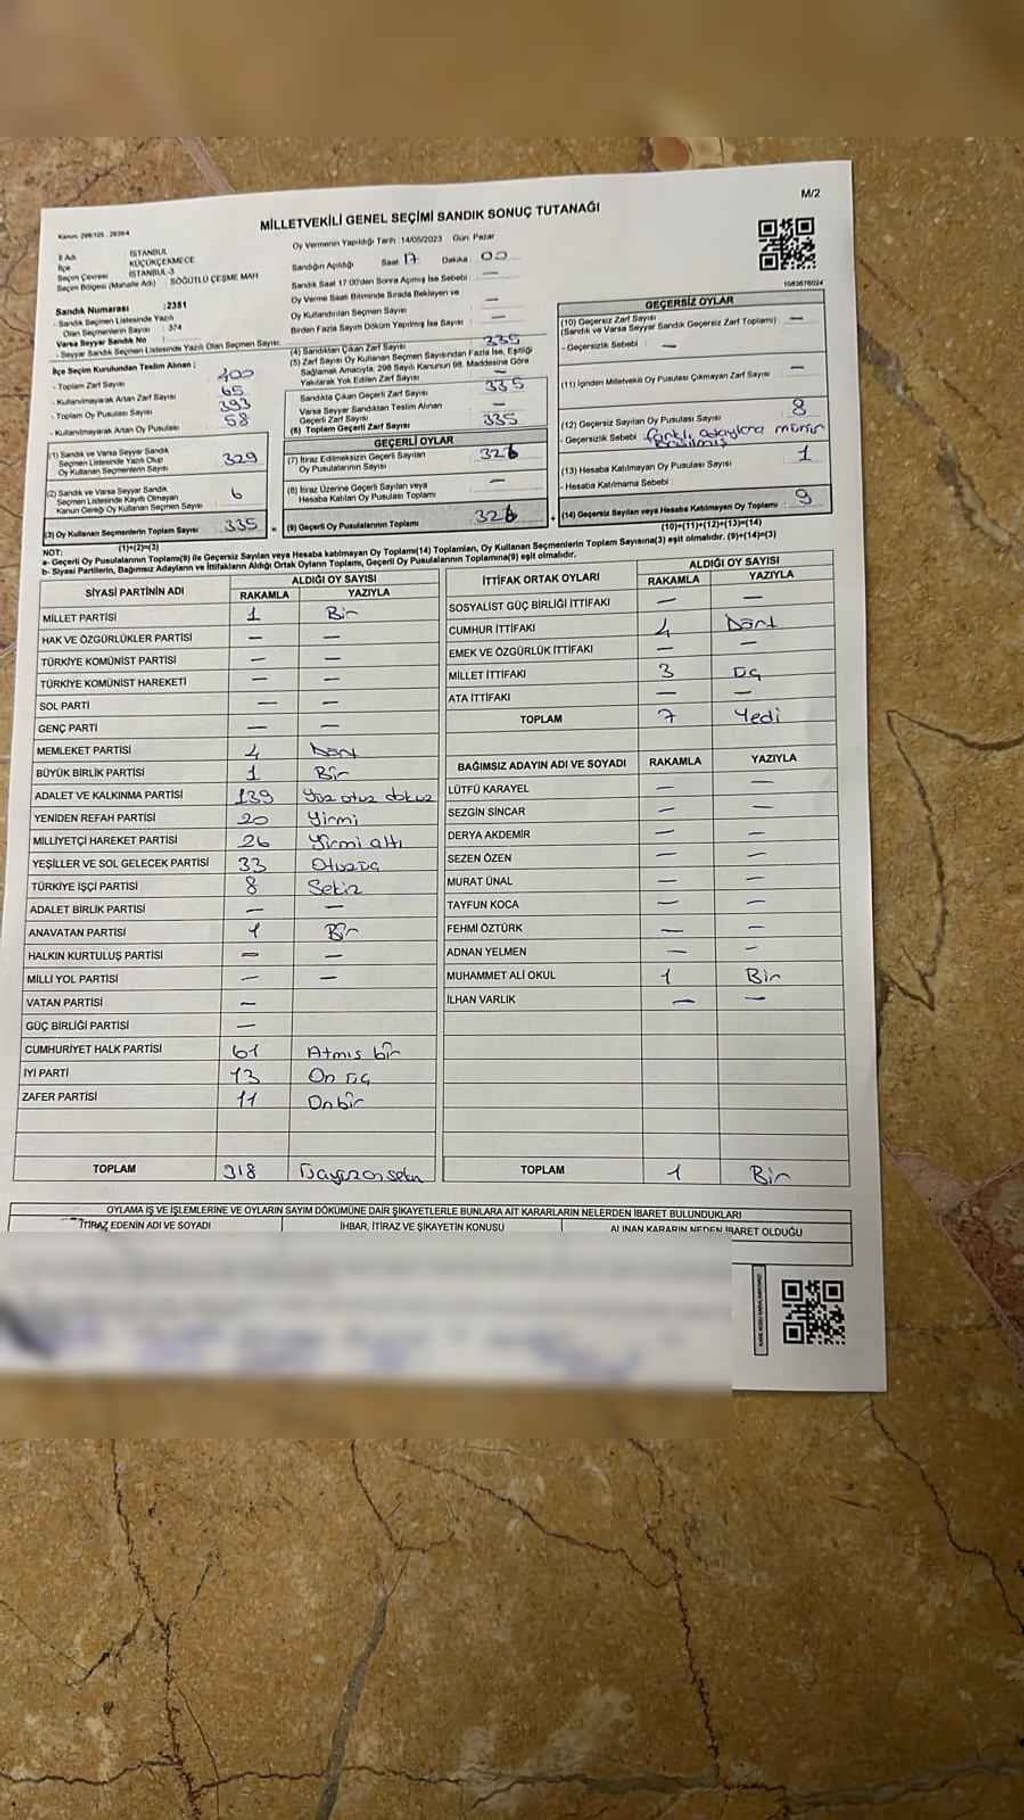 M/2
MİLLETVEKİLİ GENEL SEÇİMİ SANDIK SONUÇ TUTANAĞI
İl Adı İSTANBUL
İlçe KÜÇÜKÇEKMECE
Seçim Çevresi İSTANBUL-3
Seçim Bölgesi (Mahalle Adı) SÖĞÜTLÜ ÇEŞME MAH
Oy Vermenin Yapıldığı Tarih :14/05/2023 Gün: Pazar
Sandığın Açıldığı Saat 17 Dakika 00
Sandık Saat 17.00'den Sonra Açılmış İse Sebebi —
Oy Verme Saati Bitiminde Sırada Bekleyen ve
Oy Kullandırılan Seçmen Sayısı —
Birden Fazla Sayım Döküm Yapılmış İse Sayısı —
Sandık Numarası :2381
- Sandık Seçmen Listesinde Yazılı
Olan Seçmenlerin Sayısı : 374
Varsa Seyyar Sandık No
- Seyyar Sandık Seçmen Listesinde Yazılı Olan Seçmen Sayısı:
İlçe Seçim Kurulundan Teslim Alınan ;
- Toplam Zarf Sayısı 400
- Kullanılmayarak Artan Zarf Sayısı 65
- Toplam Oy Pusulası Sayısı 393
- Kullanılmayarak Artan Oy Pusulası 58
(1) Sandık ve Varsa Seyyar Sandık
Seçmen Listesinde Yazılı Olup
Oy Kullanan Seçmenlerin Sayısı 329
(2) Sandık ve Varsa Seyyar Sandık
Seçmen Listesinde Kayıtlı Olmayan
Kanun Gereği Oy Kullanan Seçmen Sayısı 6
(3) Oy Kullanan Seçmenlerin Toplam Sayısı 335
(1)+(2)=(3)
(4) Sandıktan Çıkan Zarf Sayısı 335
(5) Zarf Sayısı Oy Kullanan Seçmen Sayısından Fazla İse, Eşitliği
Sağlamak Amacıyla, 298 Sayılı Kanunun 98. Maddesine Göre
Yakılarak Yok Edilen Zarf Sayısı —
Sandıkta Çıkan Geçerli Zarf Sayısı 335
Varsa Seyyar Sandıktan Teslim Alınan
Geçerli Zarf Sayısı —
(6) Toplam Geçerli Zarf Sayısı 335
GEÇERLİ OYLAR
(7) İtiraz Edilmeksizin Geçerli Sayılan
Oy Pusulalarının Sayısı 326
(8) İtiraz Üzerine Geçerli Sayılan veya
Hesaba Katılan Oy Pusulası Toplamı —
= (9) Geçerli Oy Pusulalarının Toplamı 326
GEÇERSİZ OYLAR
(10) Geçersiz Zarf Sayısı
(Sandık ve Varsa Seyyar Sandık Geçersiz Zarf Toplamı) —
- Geçersizlik Sebebi : —
(11) İçinden Milletvekili Oy Pusulası Çıkmayan Zarf Sayısı —
(12) Geçersiz Sayılan Oy Pusulası Sayısı 8
- Geçersizlik Sebebi farklı adaylara mühür
basılmış
(13) Hesaba Katılmayan Oy Pusulası Sayısı 1
- Hesaba Katılmama Sebebi :
+ (14) Geçersiz Sayılan veya Hesaba Katılmayan Oy Toplamı : 9
(10)+(11)+(12)+(13)=(14)
NOT:
a- Geçerli Oy Pusulaları Toplamı(9) ile Geçersiz Sayılan veya Hesaba katılmayan Oy Toplamı(14) Toplamları, Oy Kullanan Seçmenlerin Toplam Sayısına(3) eşit olmalıdır. (9)+(14)=(3)
b- Siyasi Partilerin, Bağımsız Adayların ve İttifakların Aldığı Ortak Oyların Toplamı, Geçerli Oy Pusulalarının Toplamına(9) eşit olmalıdır.
SİYASİ PARTİNİN ADI ALDIĞI OY SAYISI
RAKAMLA YAZIYLA
MİLLET PARTİSİ 1 Bir
HAK VE ÖZGÜRLÜKLER PARTİSİ — —
TÜRKİYE KOMÜNİST PARTİSİ — —
TÜRKİYE KOMÜNİST HAREKETİ — —
SOL PARTİ — —
GENÇ PARTİ — —
MEMLEKET PARTİSİ 4 Dört
BÜYÜK BİRLİK PARTİSİ 1 Bir
ADALET VE KALKINMA PARTİSİ 139 Yüz otuz dokuz
YENİDEN REFAH PARTİSİ 20 Yirmi
MİLLİYETÇİ HAREKET PARTİSİ 26 Yirmi altı
YEŞİLLER VE SOL GELECEK PARTİSİ 33 Otuzüç
TÜRKİYE İŞÇİ PARTİSİ 8 Sekiz
ADALET BİRLİK PARTİSİ — —
ANAVATAN PARTİSİ 1 Bir
HALKIN KURTULUŞ PARTİSİ — —
MİLLİ YOL PARTİSİ — —
VATAN PARTİSİ —
GÜÇ BİRLİĞİ PARTİSİ —
CUMHURİYET HALK PARTİSİ 61 Atmış bir
İYİ PARTİ 13 On üç
ZAFER PARTİSİ 11 Onbir
TOPLAM 318
İTTİFAK ORTAK OYLARI ALDIĞI OY SAYISI
RAKAMLA YAZIYLA
SOSYALİST GÜÇ BİRLİĞİ İTTİFAKI — —
CUMHUR İTTİFAKI 4 Dört
EMEK VE ÖZGÜRLÜK İTTİFAKI — —
MİLLET İTTİFAKI 3 Üç
ATA İTTİFAKI — —
TOPLAM 7 Yedi
BAĞIMSIZ ADAYIN ADI VE SOYADI RAKAMLA YAZIYLA
LÜTFÜ KARAYEL — —
SEZGİN SİNCAR — —
DERYA AKDEMİR — —
SEZEN ÖZEN — —
MURAT ÜNAL — —
TAYFUN KOCA — —
FEHMİ ÖZTÜRK — —
ADNAN YELMEN — —
MUHAMMET ALİ OKUL 1 Bir
İLHAN VARLIK — —
TOPLAM 1 Bir
OYLAMA İŞ VE İŞLEMLERİNE VE OYLARIN SAYIM DÖKÜMÜNE DAİR ŞİKAYETLERLE BUNLARA AİT KARARLARIN NELERDEN İBARET BULUNDUKLARI
İTİRAZ EDENİN ADI VE SOYADI İHBAR, İTİRAZ VE ŞİKAYETİN KONUSU ALINAN KARARIN NEDEN İBARET OLDUĞU